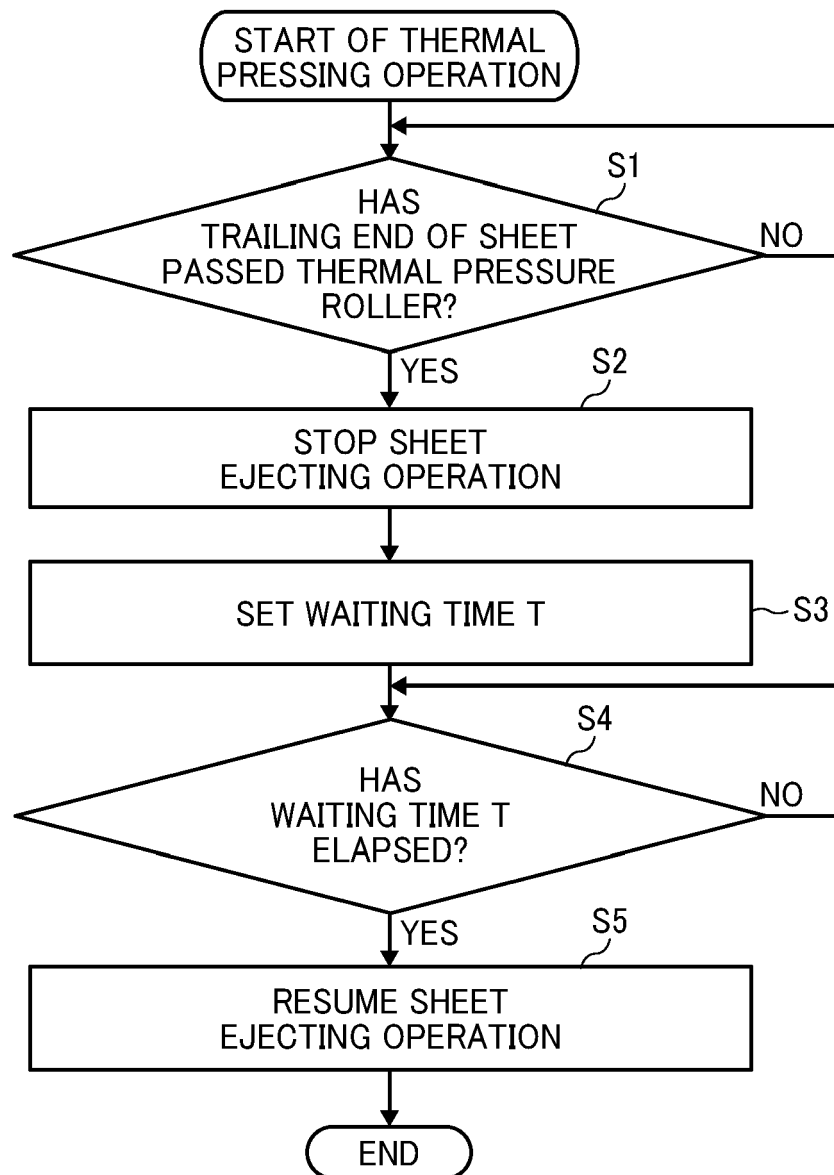 START OF THERMAL
PRESSING OPERATION
S1
HAS
TRAILING END OF SHEET
PASSED THERMAL PRESSURE
ROLLER?
NO
YES
S2
STOP SHEET
EJECTING OPERATION
SET WAITING TIME T
S3
S4
HAS
WAITING TIME T
ELAPSED?
NO
YES
S5
RESUME SHEET
EJECTING OPERATION
END